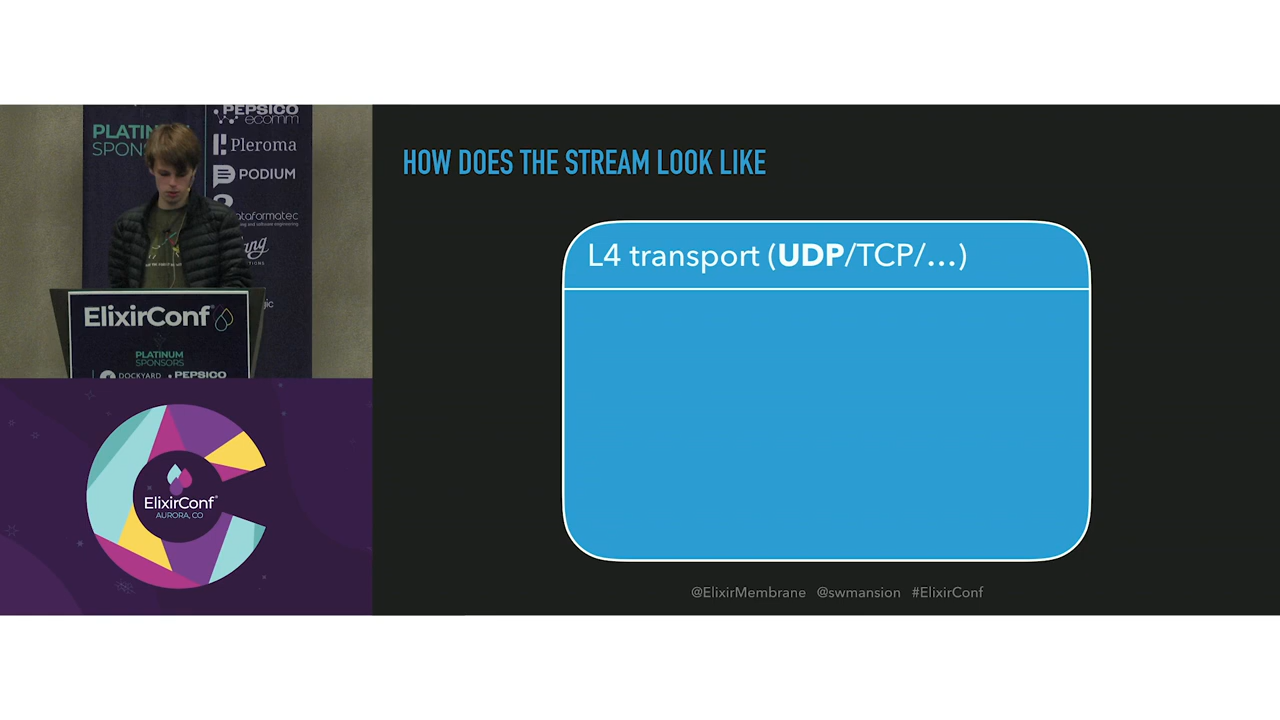 PEPSICO
ecomm
PLATINUM
SPONS
Pleroma
PODIUM
ataformatec
ElixirConf
PLATINUM
SPONSORS
DOCKYARD
PEPSICO
ElixirConf
AURORA, CO
HOW DOES THE STREAM LOOK LIKE
L4 transport (UDP/TCP/...)
@ElixirMembrane @swmansion #ElixirConf